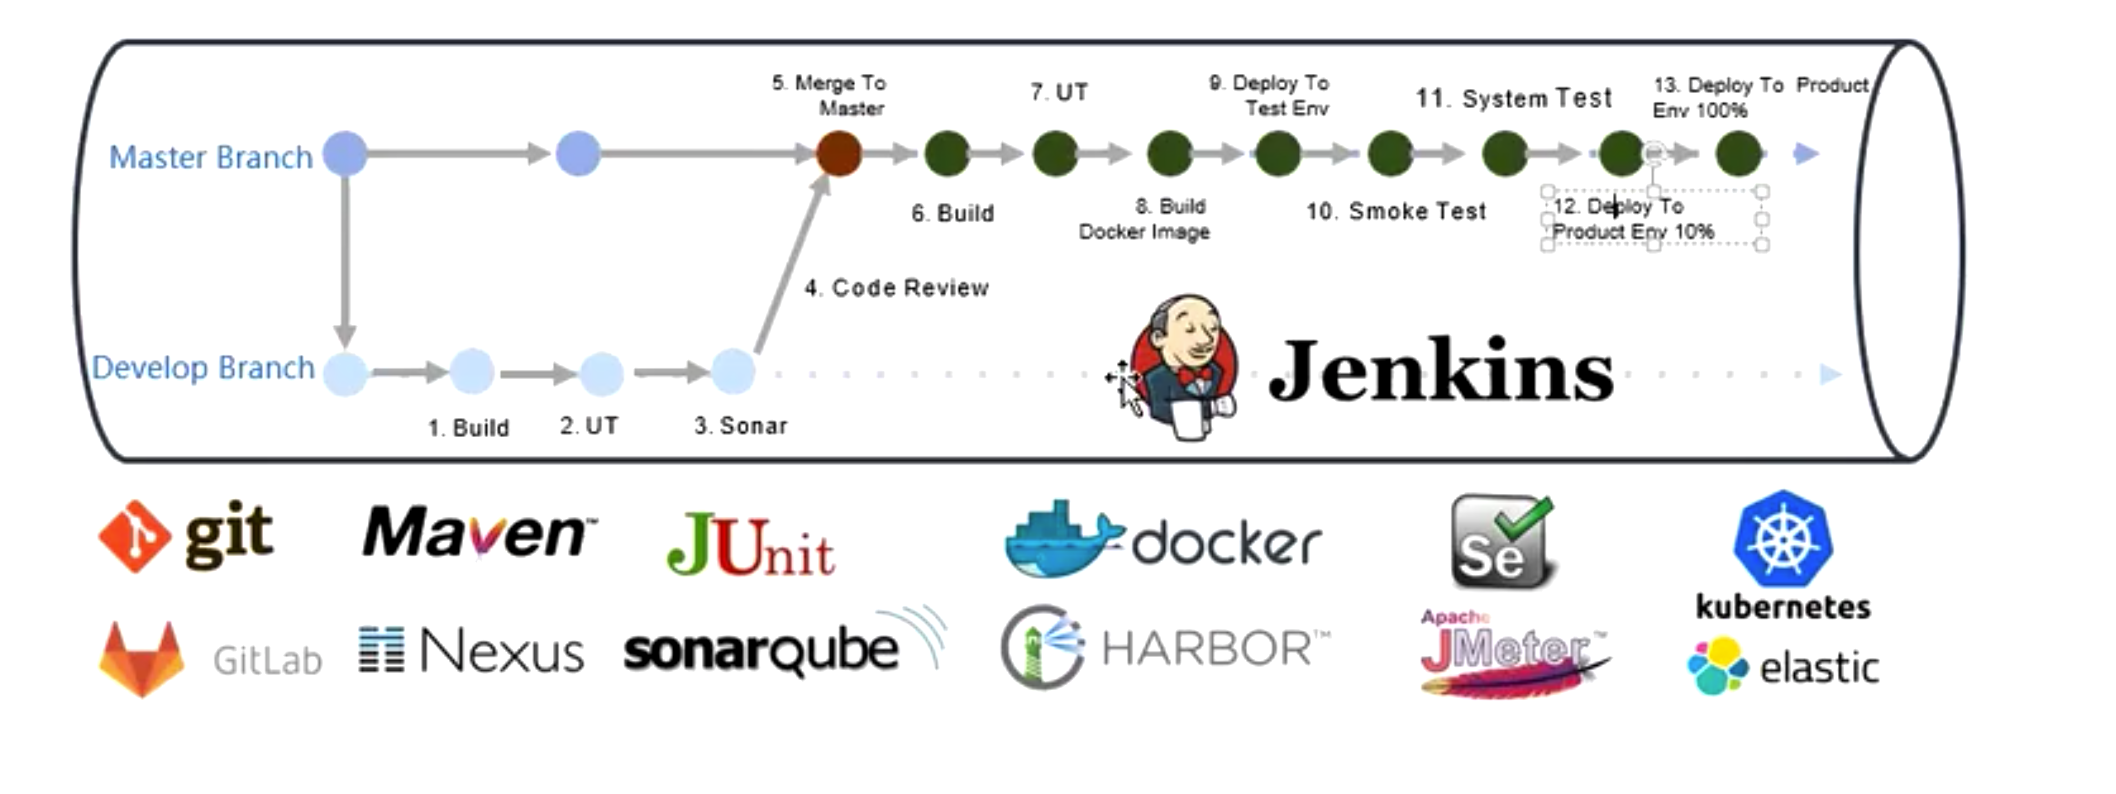 5. Merge To
Master
7. UT
9. Deploy To
Test Env
11. System Test
13. Deploy To Product
Env 100%
Master Branch
6. Build
8. Build
Docker Image
10. Smoke Test
12. Deploy To
Product Env 10%
4. Code Review
Develop Branch
Jenkins
1. Build
2. UT
3. Sonar
git
Maven™
JUnit
docker
Se
kubernetes
GitLab
Nexus
sonarqube
HARBOR™
Apache
JMeter™
elastic